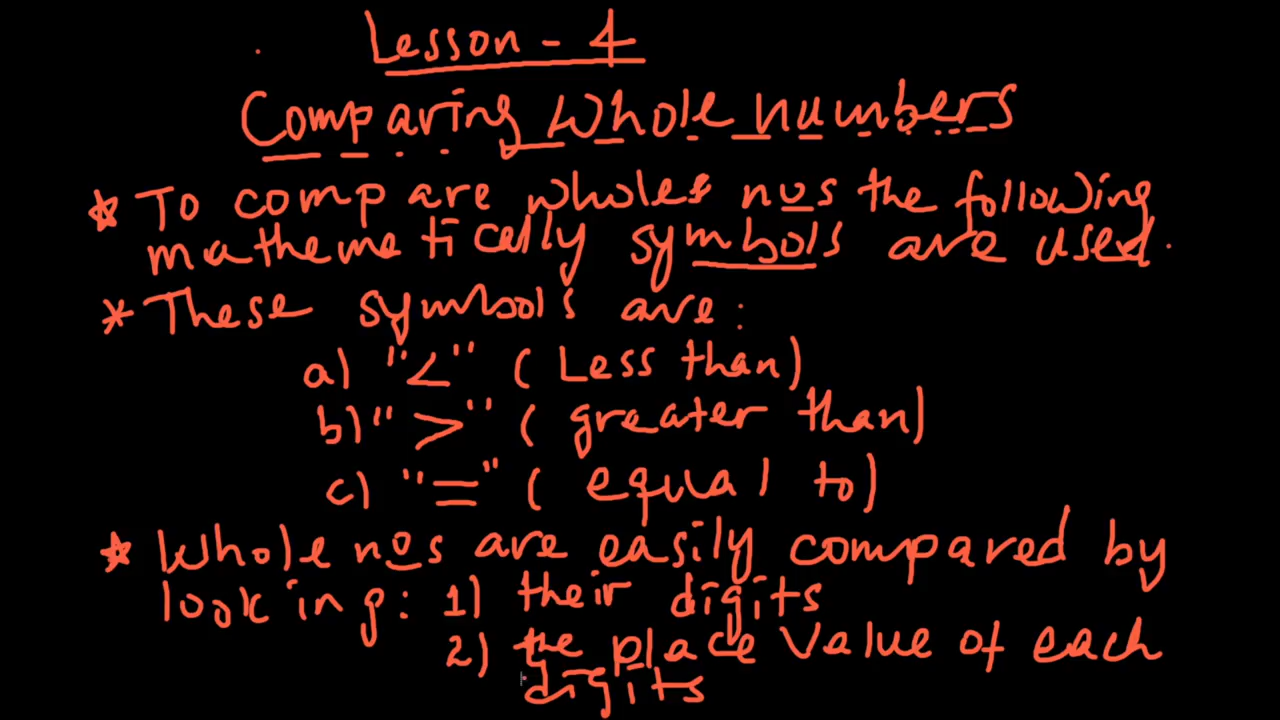 Lesson - 4
Comparing Whole numbers
* To compare wholes nos the following
mathematically symbols are used.
* These symbols are:
a) "<" (Less than)
b) ">" (greater than)
c) "=" (equal to)
* Whole nos are easily compared by
looking: 1) their digits
2) the place value of each
digits